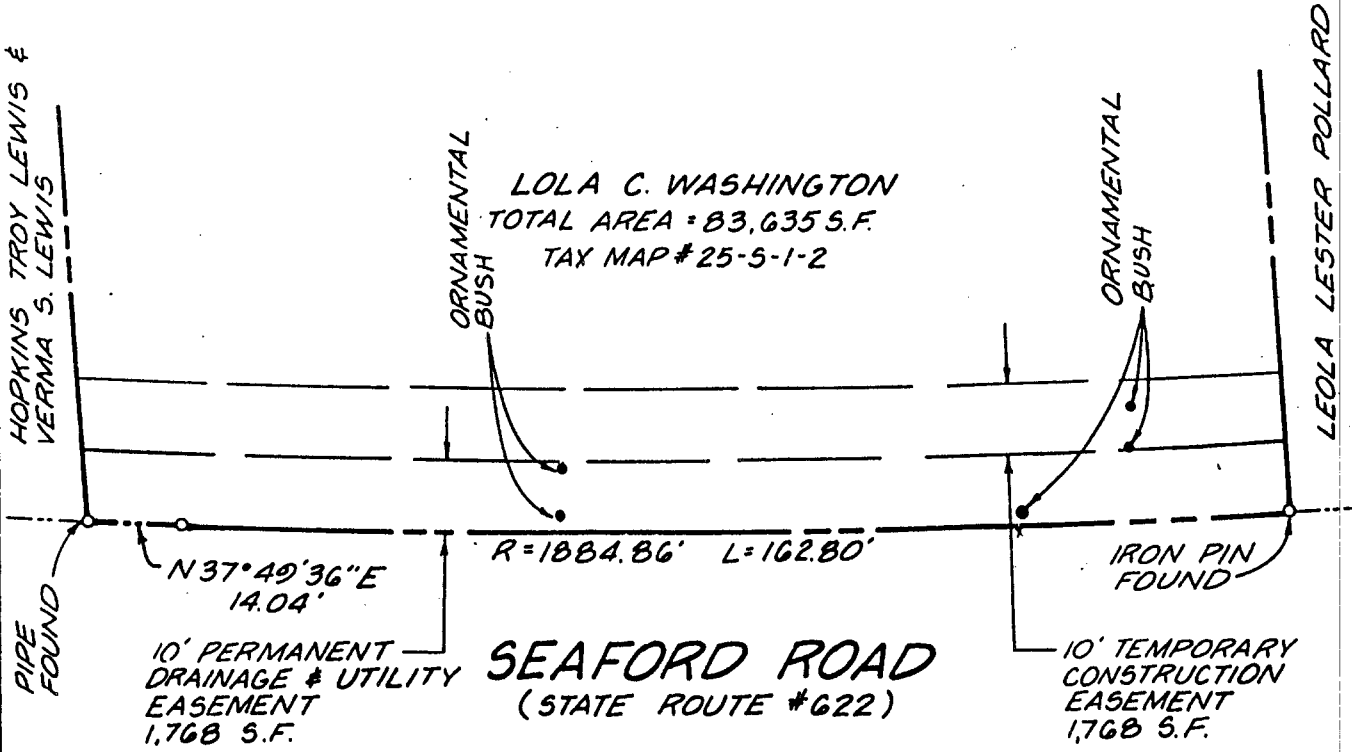 HOPKINS TROY LEWIS &
VERMA S. LEWIS
ORNAMENTAL
BUSH
LOLA C. WASHINGTON
TOTAL AREA = 83,635 S.F.
TAX MAP # 25-5-1-2
ORNAMENTAL
BUSH
LEOLA LESTER POLLARD
R=1884.86' L=162.80'
N37°49'36"E
14.04'
IRON PIN
FOUND
PIPE
FOUND
10' PERMANENT
DRAINAGE & UTILITY
EASEMENT
1,768 S.F.
SEAFORD ROAD
(STATE ROUTE #622)
10' TEMPORARY
CONSTRUCTION
EASEMENT
1,768 S.F.